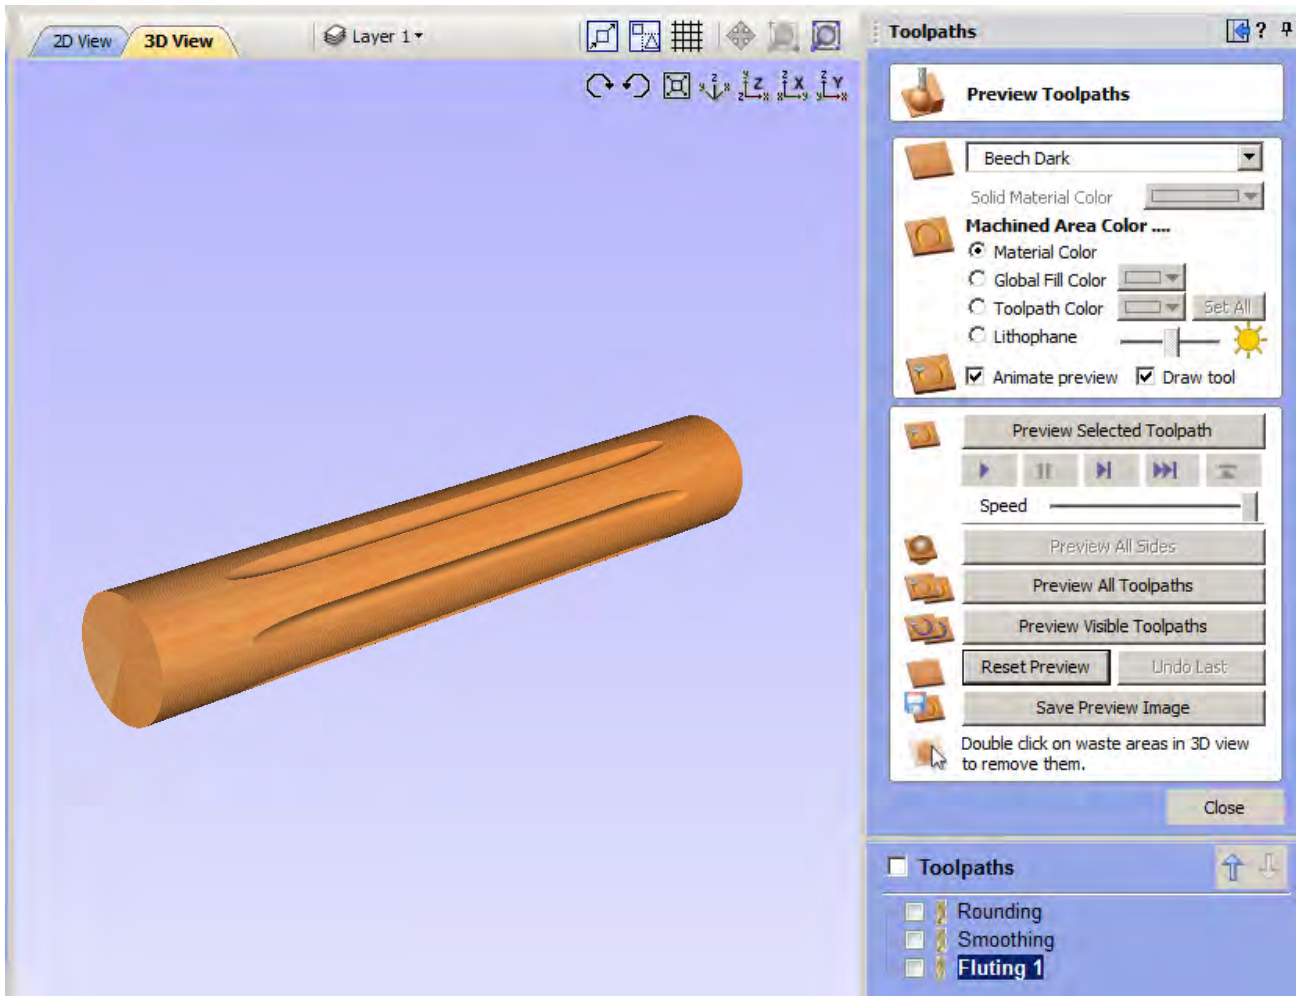 2D View
3D View
Layer 1
Toolpaths
?
Preview Toolpaths
Beech Dark
Solid Material Color
Machined Area Color ....
Material Color
Global Fill Color
Toolpath Color
Set All
Lithophane
Animate preview
Draw tool
Preview Selected Toolpath
Speed
Preview All Sides
Preview All Toolpaths
Preview Visible Toolpaths
Reset Preview
Undo Last
Save Preview Image
Double click on waste areas in 3D view
to remove them.
Close
Toolpaths
Rounding
Smoothing
Fluting 1